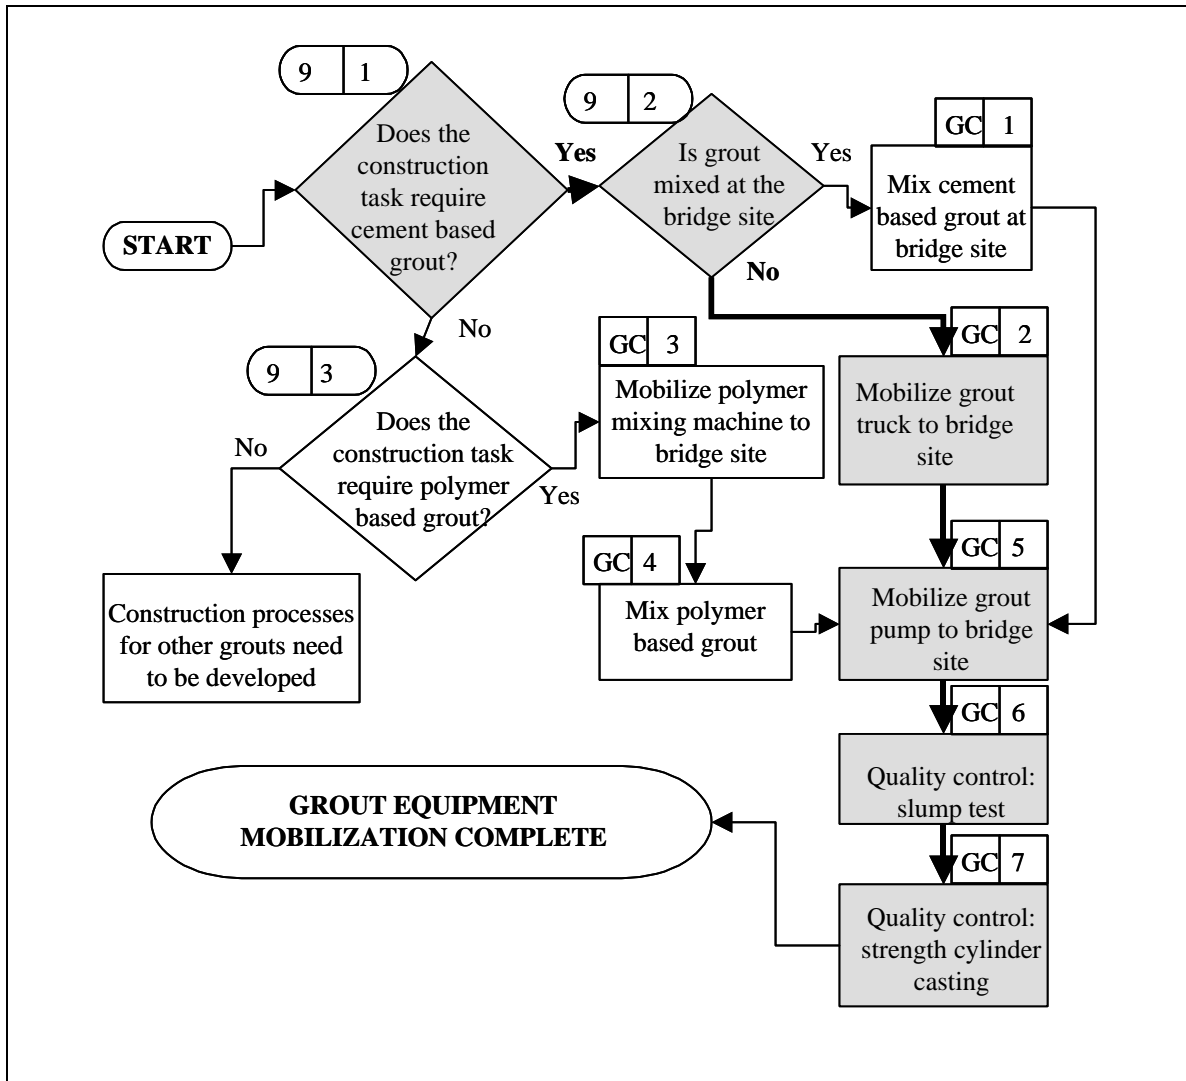 9 1
Does the
construction
task require
cement based
grout?
START
Yes
9 2
Is grout
mixed at the
bridge site
Yes
GC 1
Mix cement
based grout at
bridge site
No
No
GC 2
Mobilize grout
truck to bridge
site
9 3
Does the
construction task
require polymer
based grout?
No
Yes
GC 3
Mobilize polymer
mixing machine to
bridge site
GC 4
Mix polymer
based grout
GC 5
Mobilize grout
pump to bridge
site
Construction processes
for other grouts need
to be developed
GC 6
Quality control:
slump test
GC 7
Quality control:
strength cylinder
casting
GROUT EQUIPMENT
MOBILIZATION COMPLETE